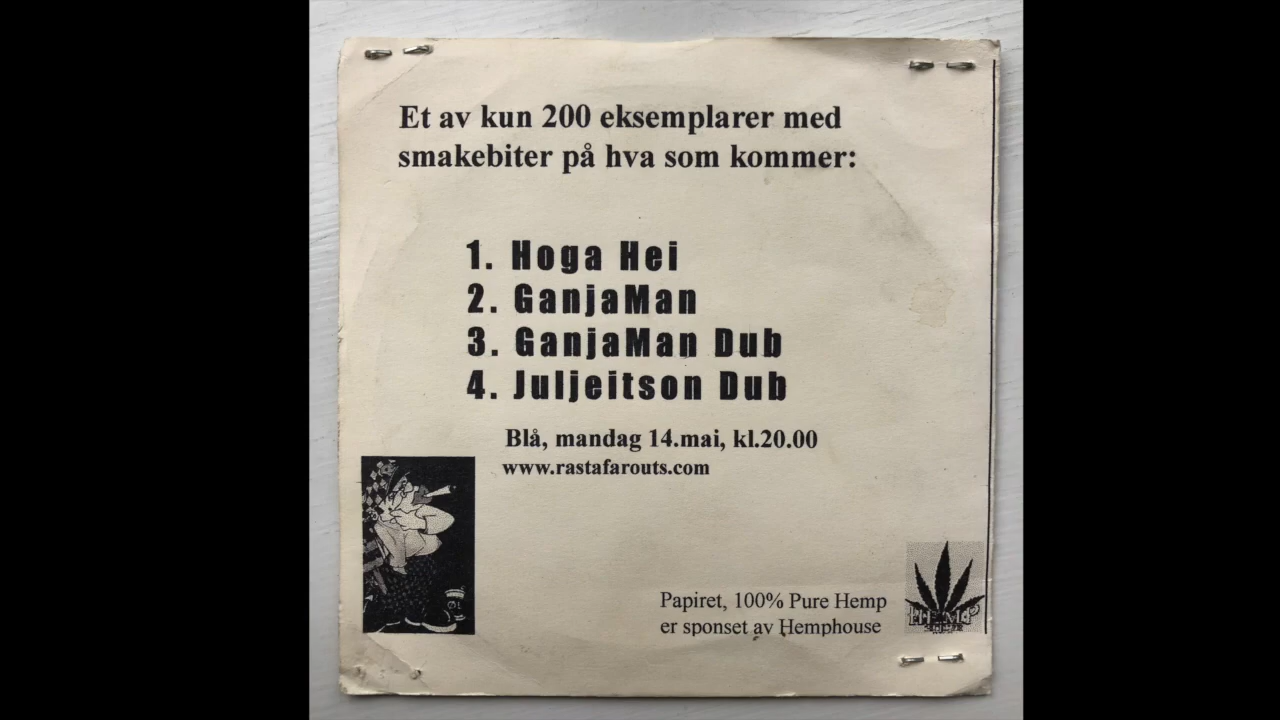 Et av kun 200 eksemplarer med
smakebiter på hva som kommer:
1. Hoga Hei
2. GanjaMan
3. GanjaMan Dub
4. Juljeitson Dub
Blå, mandag 14.mai, kl.20.00
www.rastafarouts.com
Papiret, 100% Pure Hemp
er sponset av Hemphouse
HEMP